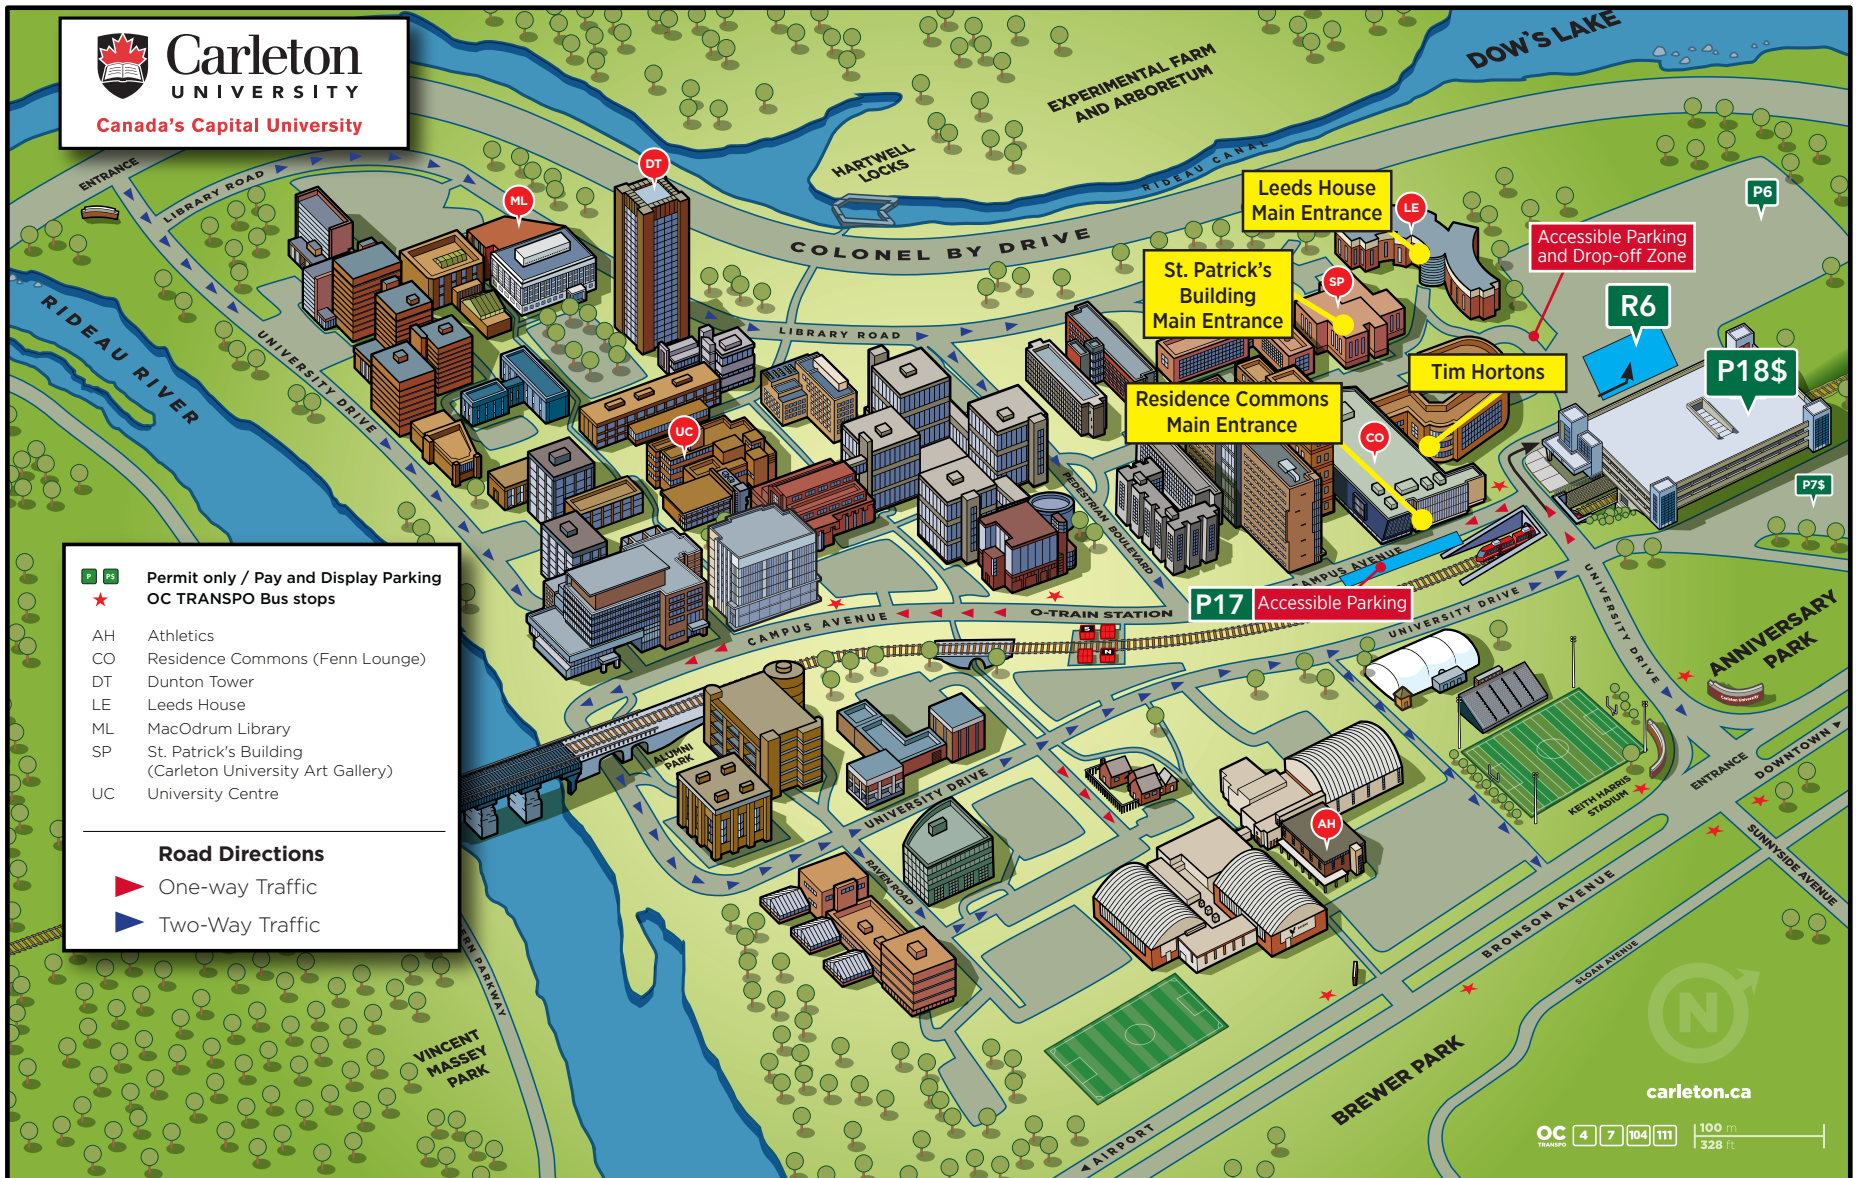 Carleton
UNIVERSITY
Canada's Capital University
ENTRANCE
LIBRARY ROAD
ML
DT
HARTWELL
LOCKS
EXPERIMENTAL FARM
AND ARBORETUM
DOW'S LAKE
RIDEAU CANAL
COLONEL BY DRIVE
LIBRARY ROAD
Leeds House
Main Entrance
LE
P6
Accessible Parking
and Drop-off Zone
St. Patrick's
Building
Main Entrance
SP
R6
P18$
Tim Hortons
Residence Commons
Main Entrance
CO
P7$
RIDEAU RIVER
UNIVERSITY DRIVE
UC
PEDESTRIAN BOULEVARD
CAMPUS AVENUE
P17
Accessible Parking
O-TRAIN STATION
S
N
CAMPUS AVENUE
UNIVERSITY DRIVE
UNIVERSITY DRIVE
ANNIVERSARY
PARK
Carleton University
P
P$
Permit only / Pay and Display Parking
OC TRANSPO Bus stops
AH Athletics
CO Residence Commons (Fenn Lounge)
DT Dunton Tower
LE Leeds House
ML MacOdrum Library
SP St. Patrick's Building
(Carleton University Art Gallery)
UC University Centre
Road Directions
One-way Traffic
Two-Way Traffic
ALUMNI
PARK
UNIVERSITY DRIVE
RAVEN ROAD
AH
KEITH HARRIS
STADIUM
ENTRANCE
DOWNTOWN
SUNNYSIDE AVENUE
BRONSON AVENUE
SLOAN AVENUE
ERN PARKWAY
VINCENT
MASSEY
PARK
BREWER PARK
AIRPORT
N
carleton.ca
OC
TRANSPO
4 7 104 111
100 m
328 ft